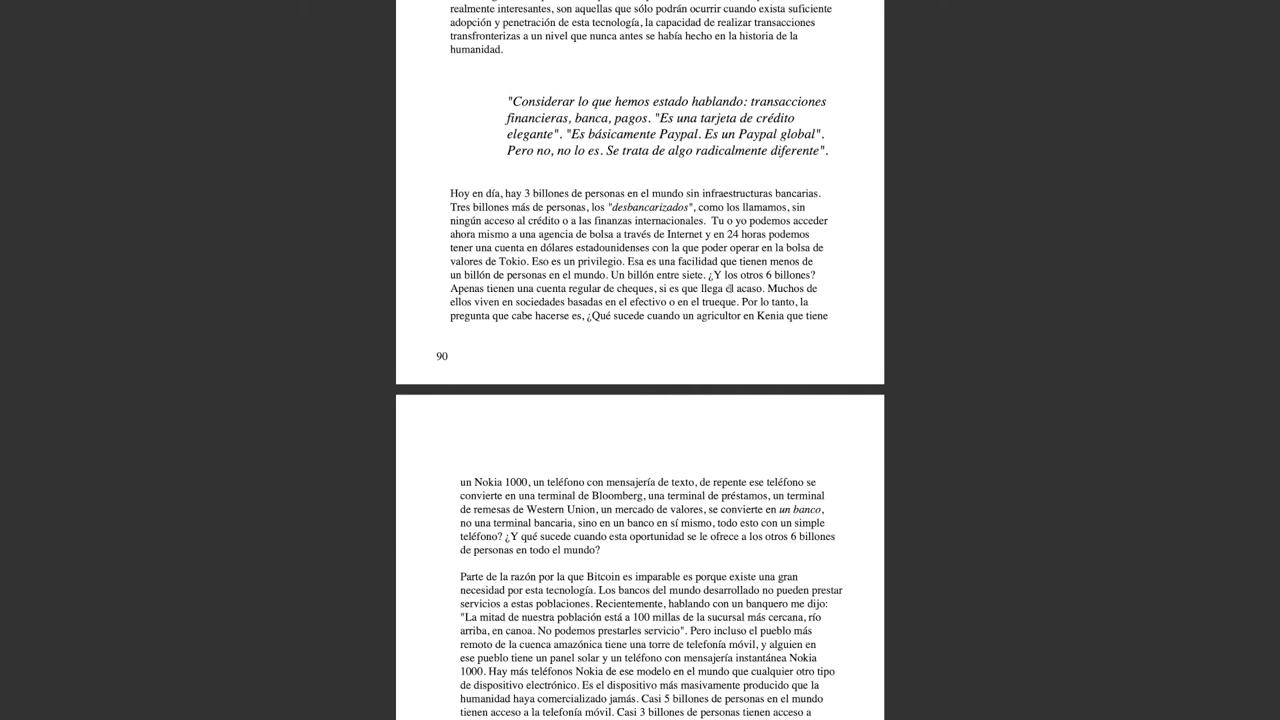 realmente interesantes, son aquellas que sólo podrán ocurrir cuando exista suficiente
adopción y penetración de esta tecnología, la capacidad de realizar transacciones
transfronterizas a un nivel que nunca antes se había hecho en la historia de la
humanidad.
"Considerar lo que hemos estado hablando: transacciones
financieras, banca, pagos. "Es una tarjeta de crédito
elegante". "Es básicamente Paypal. Es un Paypal global".
Pero no, no lo es. Se trata de algo radicalmente diferente".
Hoy en día, hay 3 billones de personas en el mundo sin infraestructuras bancarias.
Tres billones más de personas, los "desbancarizados", como los llamamos, sin
ningún acceso al crédito o a las finanzas internacionales. Tu o yo podemos acceder
ahora mismo a una agencia de bolsa a través de Internet y en 24 horas podemos
tener una cuenta en dólares estadounidenses con la que poder operar en la bolsa de
valores de Tokio. Eso es un privilegio. Esa es una facilidad que tienen menos de
un billón de personas en el mundo. Un billón entre siete. ¿Y los otros 6 billones?
Apenas tienen una cuenta regular de cheques, si es que llega el acaso. Muchos de
ellos viven en sociedades basadas en el efectivo o en el trueque. Por lo tanto, la
pregunta que cabe hacerse es, ¿Qué sucede cuando un agricultor en Kenia que tiene
90
un Nokia 1000, un teléfono con mensajería de texto, de repente ese teléfono se
convierte en una terminal de Bloomberg, una terminal de préstamos, un terminal
de remesas de Western Union, un mercado de valores, se convierte en un banco,
no una terminal bancaria, sino en un banco en sí mismo, todo esto con un simple
teléfono? ¿Y qué sucede cuando esta oportunidad se le ofrece a los otros 6 billones
de personas en todo el mundo?
Parte de la razón por la que Bitcoin es imparable es porque existe una gran
necesidad por esta tecnología. Los bancos del mundo desarrollado no pueden prestar
servicios a estas poblaciones. Recientemente, hablando con un banquero me dijo:
"La mitad de nuestra población está a 100 millas de la sucursal más cercana, río
arriba, en canoa. No podemos prestarles servicio". Pero incluso el pueblo más
remoto de la cuenca amazónica tiene una torre de telefonía móvil, y alguien en
ese pueblo tiene un panel solar y un teléfono con mensajería instantánea Nokia
1000. Hay más teléfonos Nokia de ese modelo en el mundo que cualquier otro tipo
de dispositivo electrónico. Es el dispositivo más masivamente producido que la
humanidad haya comercializado jamás. Casi 5 billones de personas en el mundo
tienen acceso a la telefonía móvil. Casi 3 billones de personas tienen acceso a